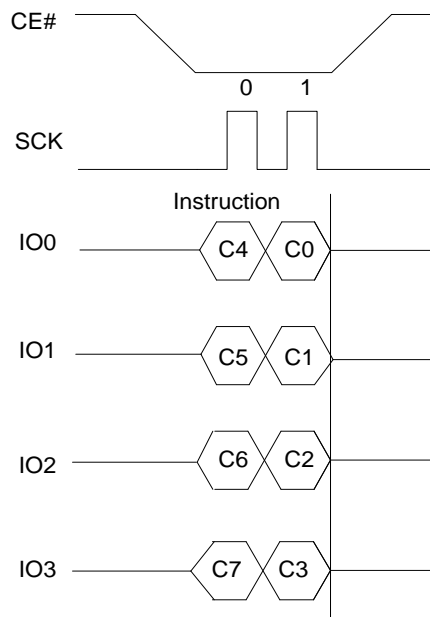 CE#
0 1
SCK
Instruction
IO0 C4 C0
IO1 C5 C1
IO2 C6 C2
IO3 C7 C3